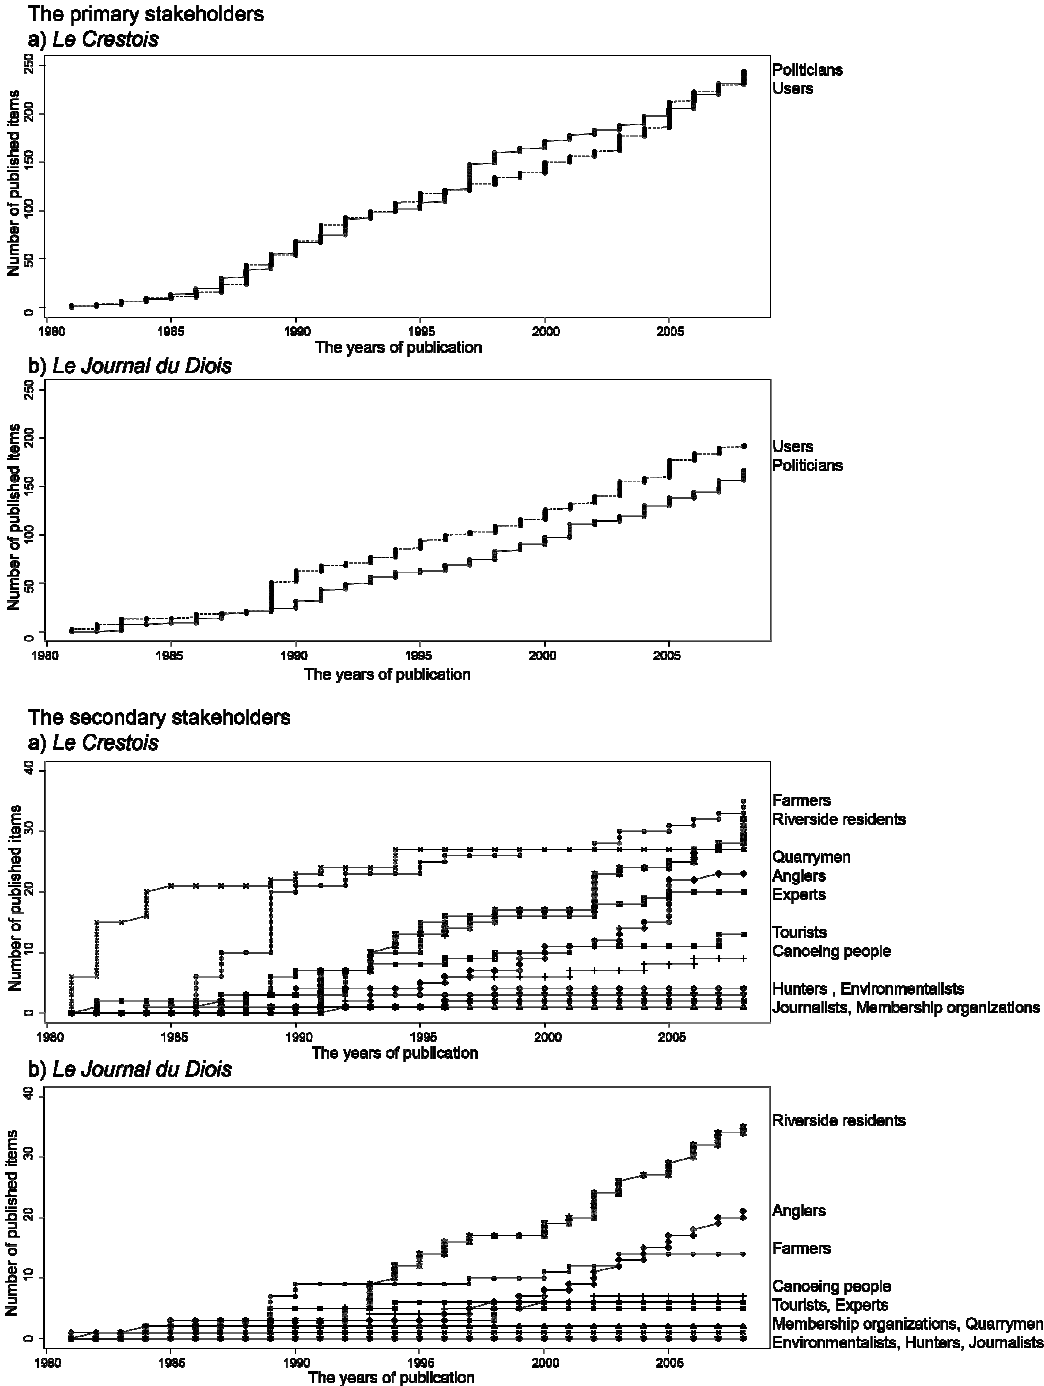 The primary stakeholders
a) Le Crestois
250
200
150
100
50
0
Number of published items
Politicians
Users
1980 1985 1990 1995 2000 2005
The years of publication
b) Le Journal du Diois
250
200
150
100
50
0
Number of published items
Users
Politicians
1980 1985 1990 1995 2000 2005
The years of publication
The secondary stakeholders
a) Le Crestois
40
30
20
10
0
Number of published items
Farmers
Riverside residents
Quarrymen
Anglers
Experts
Tourists
Canoeing people
Hunters , Environmentalists
Journalists, Membership organizations
1980 1985 1990 1995 2000 2005
The years of publication
b) Le Journal du Diois
40
30
20
10
0
Number of published items
Riverside residents
Anglers
Farmers
Canoeing people
Tourists, Experts
Membership organizations, Quarrymen
Environmentalists, Hunters, Journalists
1980 1985 1990 1995 2000 2005
The years of publication